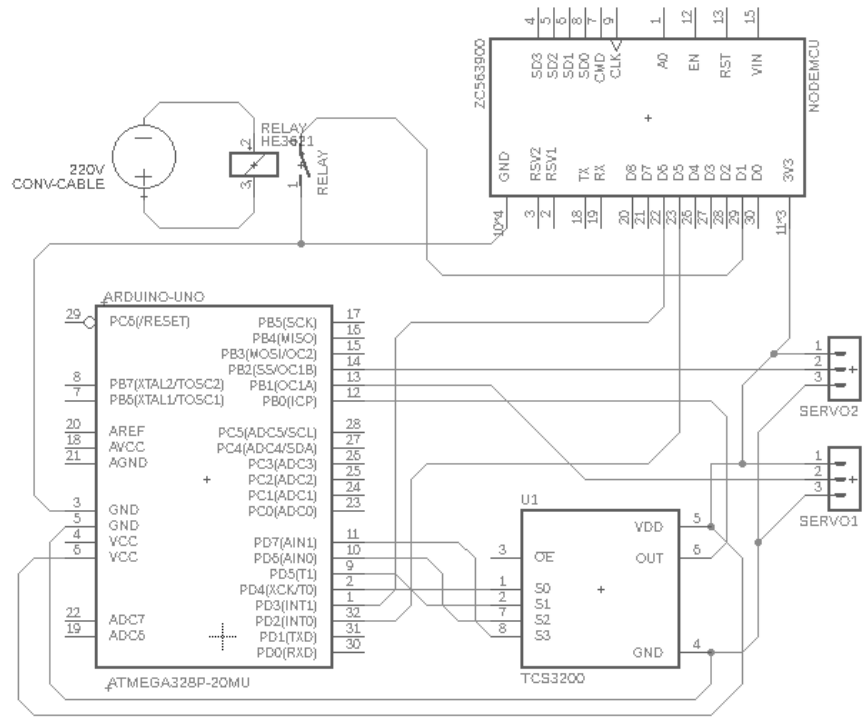 4 5 6 8 7 9 1 12 13 15
SD3 SD2 SD1 SD0 CMD CLK A0 EN RST VIN
ZC563900
NODEMCU
GND RSV2 RSV1 TX RX D8 D7 D6 D5 D4 D3 D2 D1 D0 3V3
10*4 3 2 18 19 20 21 22 23 26 27 28 29 30 11*3
220V
CONV-CABLE
RELAY
HE3621
2
3
1
RELAY
ARDUINO-UNO
29 PC6(/RESET) PB5(SCK) 17
PB4(MISO) 16
PB3(MOSI/OC2) 15
PB2(SS/OC1B) 14
8 PB7(XTAL2/TOSC2) PB1(OC1A) 13
7 PB6(XTAL1/TOSC1) PB0(ICP) 12
20 AREF PC5(ADC5/SCL) 28
18 AVCC PC4(ADC4/SDA) 27
21 AGND PC3(ADC3) 26
PC2(ADC2) 25
PC1(ADC1) 24
3 GND PC0(ADC0) 23
5 GND
4 VCC PD7(AIN1) 11
6 VCC PD6(AIN0) 10
PD5(T1) 9
PD4(XCK/T0) 2
PD3(INT1) 1
22 ADC7 PD2(INT0) 32
19 ADC6 PD1(TXD) 31
PD0(RXD) 30
ATMEGA328P-20MU
1
2
3
SERVO2
1
2
3
SERVO1
U1
VDD 5
3 OE OUT 6
1 S0
2 S1
7 S2
8 S3
GND 4
TCS3200